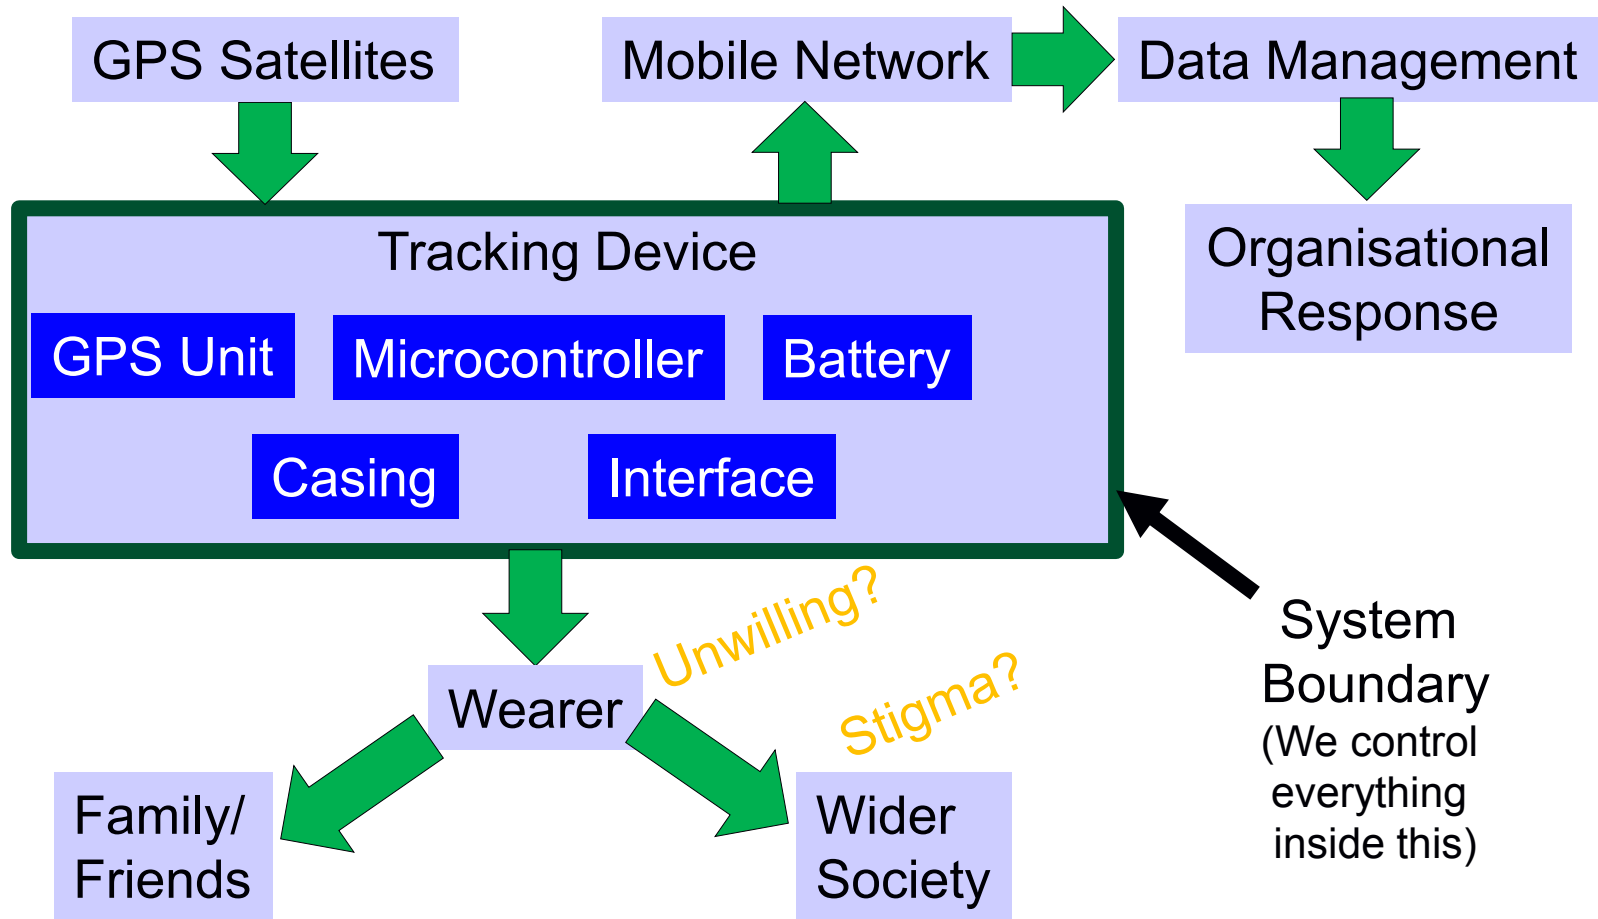 GPS Satellites
Mobile Network
Data Management
Tracking Device
Organisational
Response
GPS Unit
Microcontroller
Battery
Casing
Interface
Unwilling?
Stigma?
Wearer
System
Boundary
(We control
everything
inside this)
Family/
Friends
Wider
Society